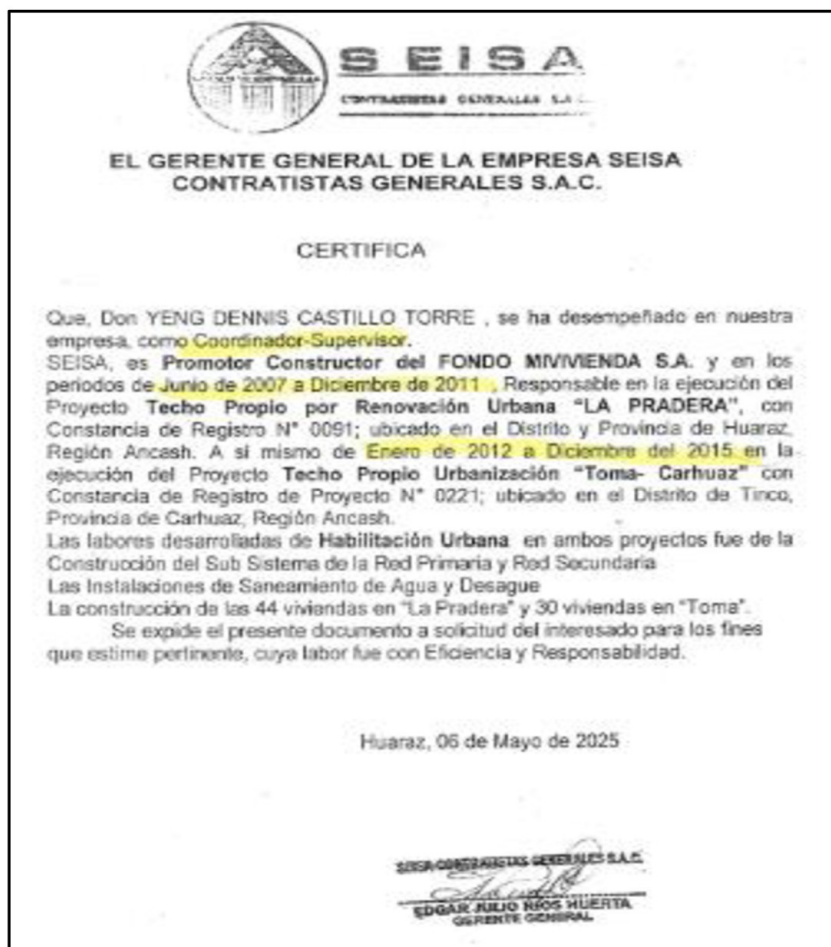 SEISA
CONTRATISTAS GENERALES S.A.C.
EL GERENTE GENERAL DE LA EMPRESA SEISA
CONTRATISTAS GENERALES S.A.C.
CERTIFICA
Que, Don YENG DENNIS CASTILLO TORRE , se ha desempeñado en nuestra
empresa, como Coordinador-Supervisor.
SEISA, es Promotor Constructor del FONDO MIVIVIENDA S.A. y en los
periodos de Junio de 2007 a Diciembre de 2011 , Responsable en la ejecución del
Proyecto Techo Propio por Renovación Urbana “LA PRADERA”, con
Constancia de Registro N° 0091; ubicado en el Distrito y Provincia de Huaraz,
Región Ancash. A si mismo de Enero de 2012 a Diciembre del 2015 en la
ejecución del Proyecto Techo Propio Urbanización “Toma- Carhuaz” con
Constancia de Registro de Proyecto N° 0221; ubicado en el Distrito de Tinco,
Provincia de Carhuaz, Región Ancash.
Las labores desarrolladas de Habilitación Urbana en ambos proyectos fue de la
Construcción del Sub Sistema de la Red Primaria y Red Secundaria
Las Instalaciones de Saneamiento de Agua y Desague
La construcción de las 44 viviendas en “La Pradera” y 30 viviendas en “Toma”.
Se expide el presente documento a solicitud del interesado para los fines
que estime pertinente, cuya labor fue con Eficiencia y Responsabilidad.
Huaraz, 06 de Mayo de 2025
SEISA CONTRATISTAS GENERALES S.A.C.
EDGAR JULIO RIOS HUERTA
GERENTE GENERAL